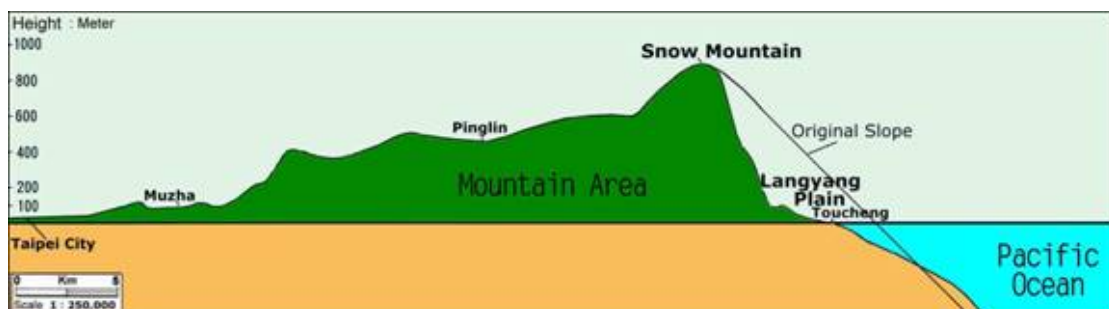 Height : Meter
1000
800
600
400
200
100
Snow Mountain
Original Slope
Pinglin
Langyang
Plain
Muzha
Mountain Area
Toucheng
Taipei City
Pacific
Ocean
0 Km 5
Scale 1 : 250.000